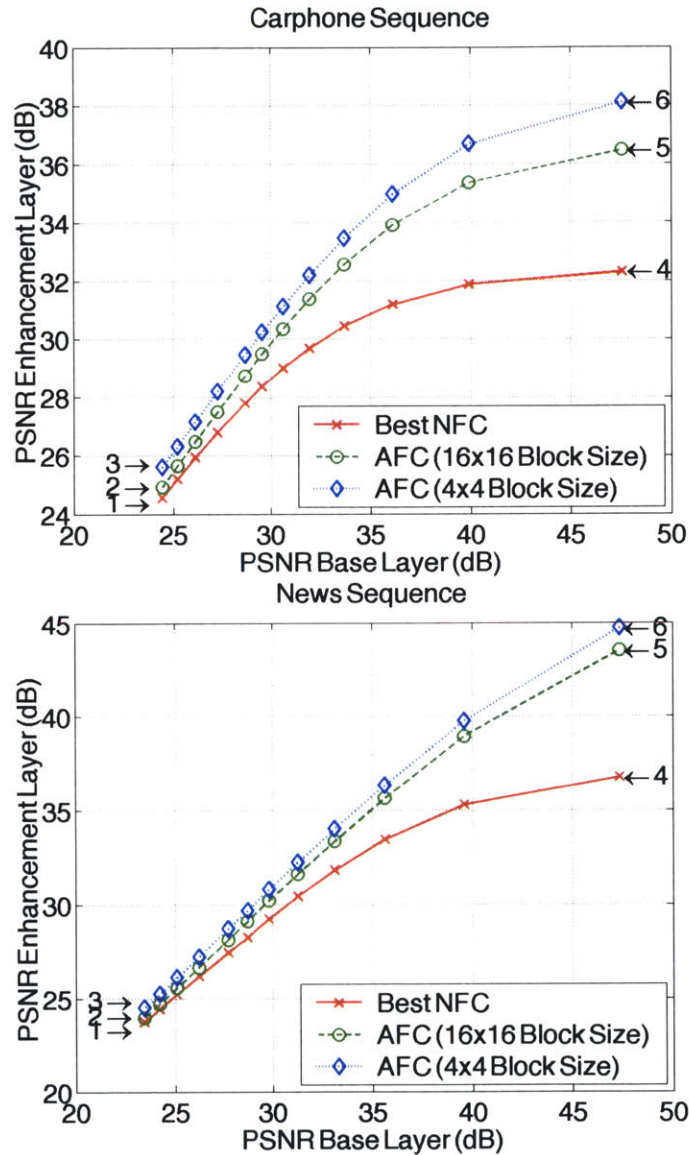 Carphone Sequence
PSNR Enhancement Layer (dB)
40
38
36
34
32
30
28
26
24
6
5
4
3
2
1
Best NFC
AFC (16x16 Block Size)
AFC (4x4 Block Size)
20 25 30 35 40 45 50
PSNR Base Layer (dB)
News Sequence
PSNR Enhancement Layer (dB)
45
40
35
30
25
20
6
5
4
3
2
1
Best NFC
AFC (16x16 Block Size)
AFC (4x4 Block Size)
20 25 30 35 40 45 50
PSNR Base Layer (dB)